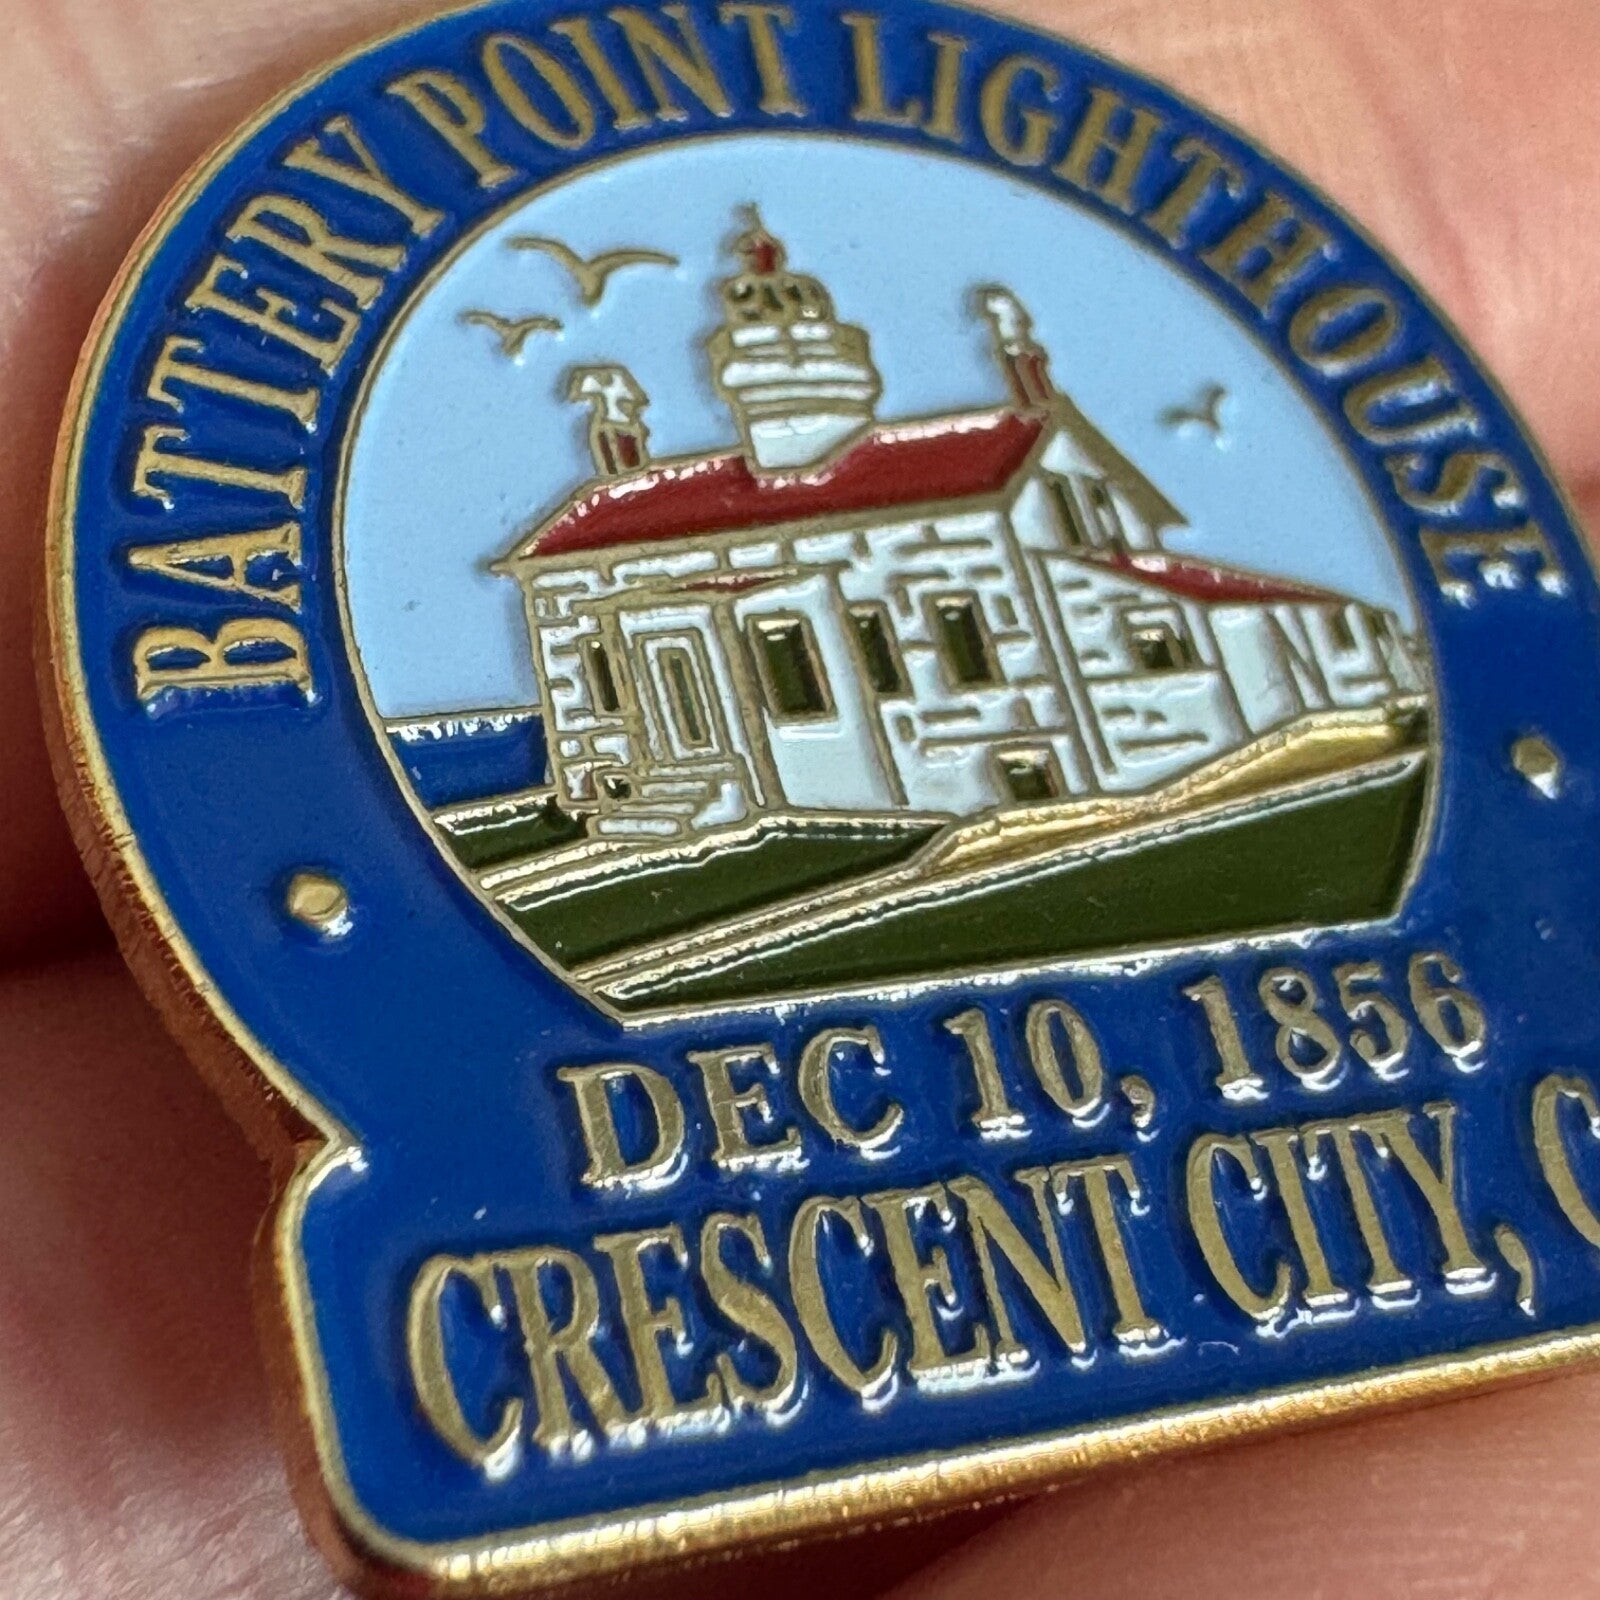 BATTERY POINT LIGHTHOUSE
DEC 10, 1856
CRESCENT CITY, C